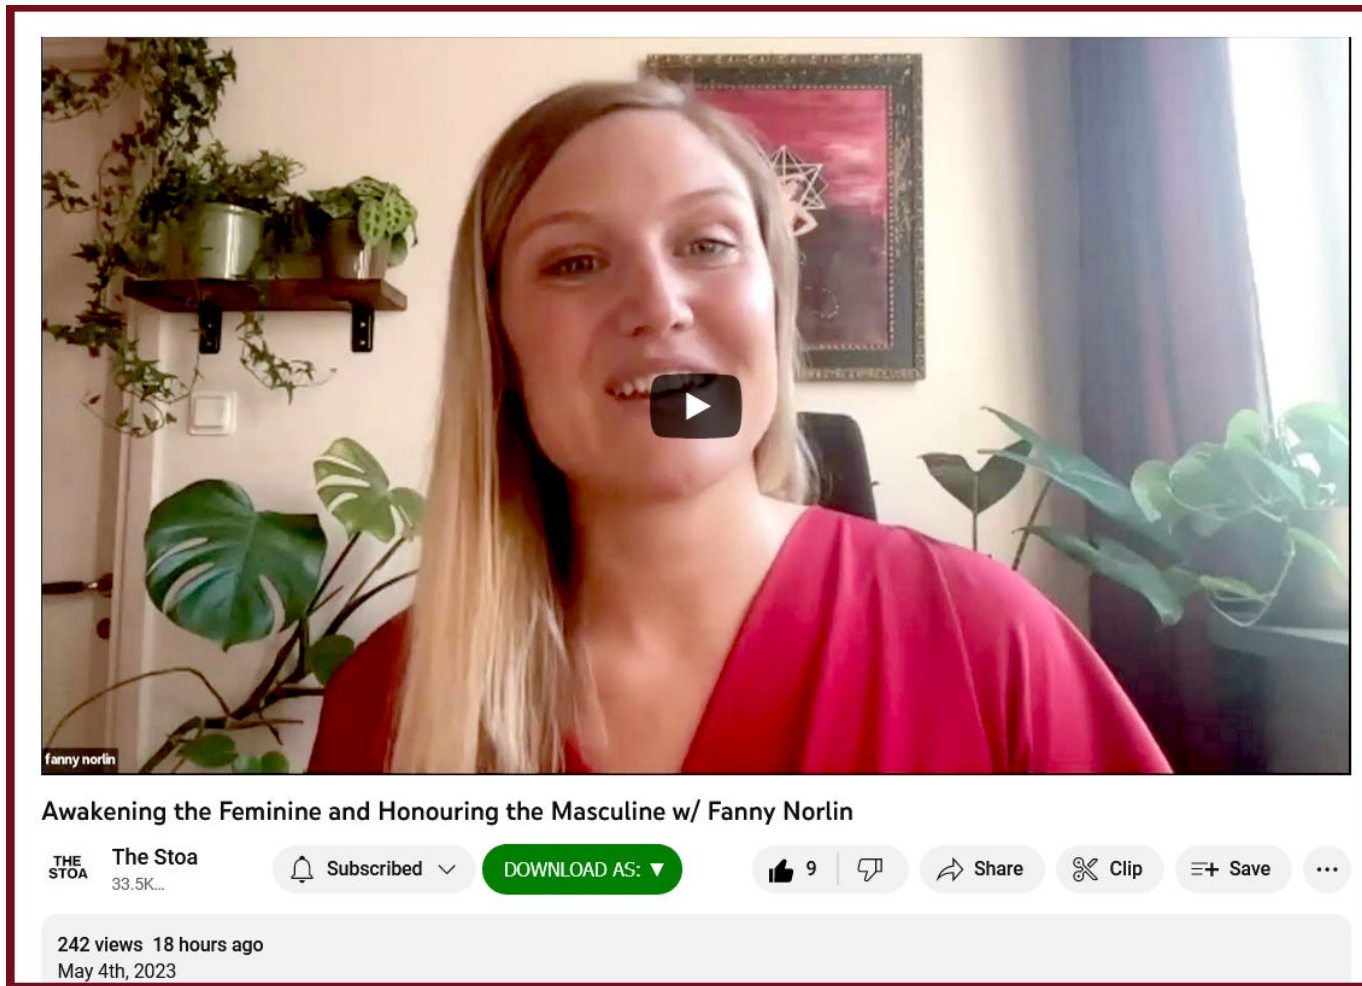 fanny norlin
Awakening the Feminine and Honouring the Masculine w/ Fanny Norlin
THE
STOA
The Stoa
33.5K...
Subscribed
DOWNLOAD AS: ▼
9
Share
Clip
Save
242 views 18 hours ago
May 4th, 2023